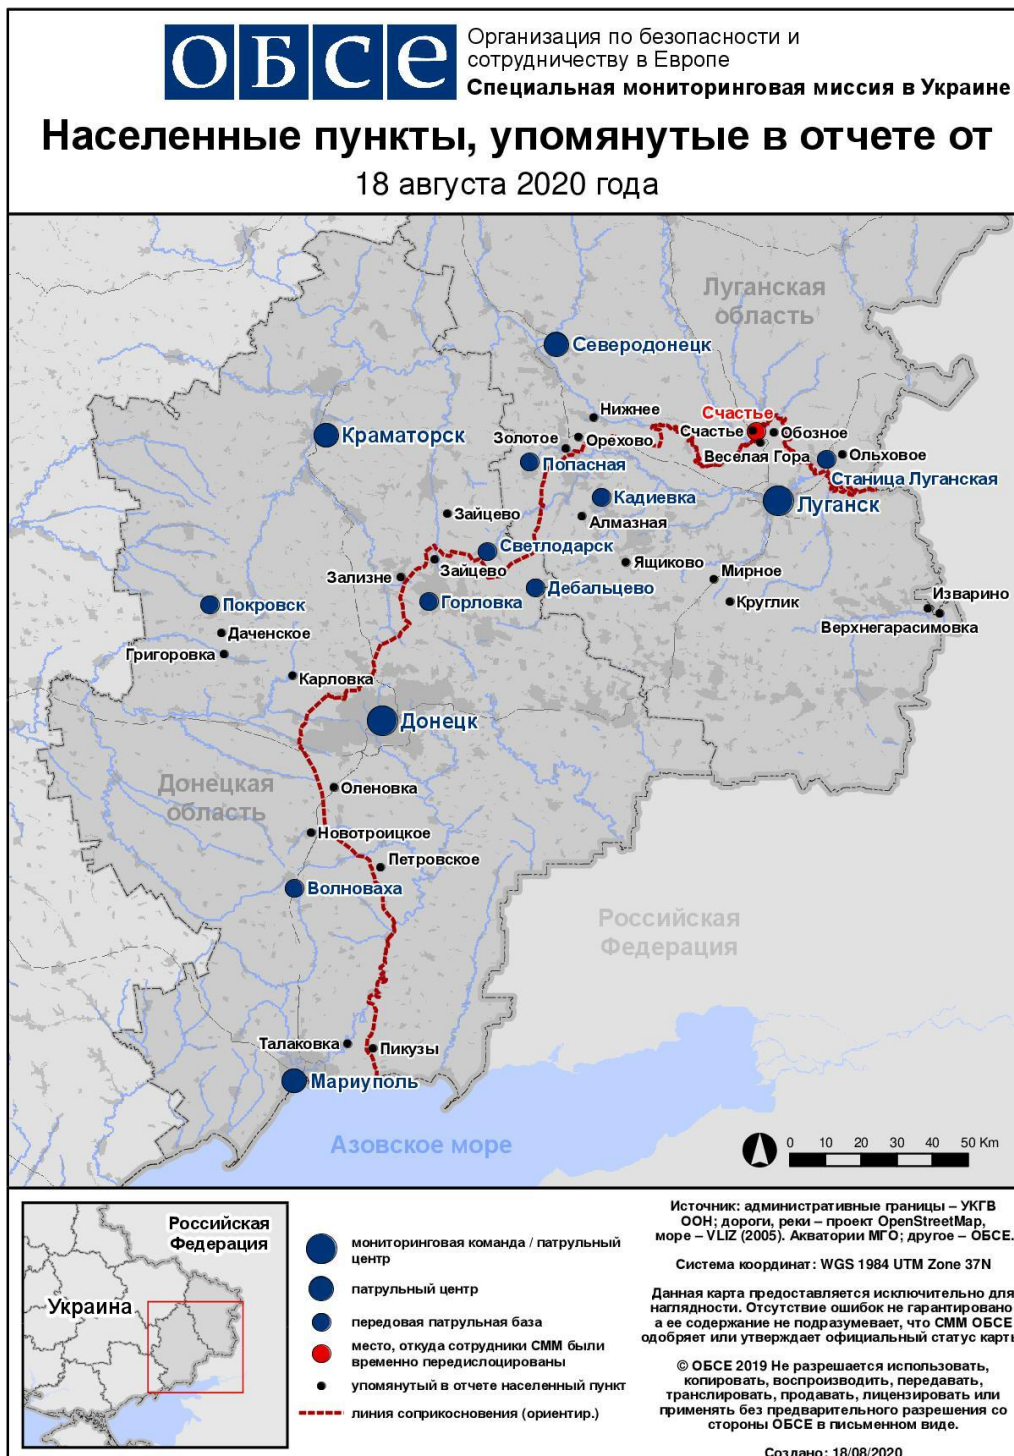 ОБСЕ
Организация по безопасности и
сотрудничеству в Европе
Специальная мониторинговая миссия в Украине
Населенные пункты, упомянутые в отчете от
18 августа 2020 года
Луганская
область
Северодонецк
Нижнее
Счастье
Счастье
Обозное
Краматорск
Золотое
Орехово
Веселая Гора
Ольховое
Попасная
Станица Луганская
Кадиевка
Луганск
Зайцево
Алмазная
Светлодарск
Зайцево
Ящиково
Зализне
Мирное
Дебальцево
Изварино
Покровск
Горловка
Круглик
Верхнегарасимовка
Даченское
Григоровка
Карловка
Донецк
Донецкая
область
Оленовка
Новотроицкое
Петровское
Волноваха
Российская
Федерация
Талаковка
Пикузы
Мариуполь
Азовское море
0 10 20 30 40 50 Km
Российская
Федерация
Украина
мониторинговая команда / патрульный
центр
патрульный центр
передовая патрульная база
место, откуда сотрудники СММ были
временно передислоцированы
упомянутый в отчете населенный пункт
линия соприкосновения (ориентир.)
Источник: административные границы – УКГВ
ООН; дороги, реки – проект OpenStreetMap,
море – VLIZ (2005). Акватории МГО; другое – ОБСЕ.
Система координат: WGS 1984 UTM Zone 37N
Данная карта предоставляется исключительно для
наглядности. Отсутствие ошибок не гарантировано
а ее содержание не подразумевает, что СММ ОБСЕ
одобряет или утверждает официальный статус карты
© ОБСЕ 2019 Не разрешается использовать,
копировать, воспроизводить, передавать,
транслировать, продавать, лицензировать или
применять без предварительного разрешения со
стороны ОБСЕ в письменном виде.
Создано: 18/08/2020